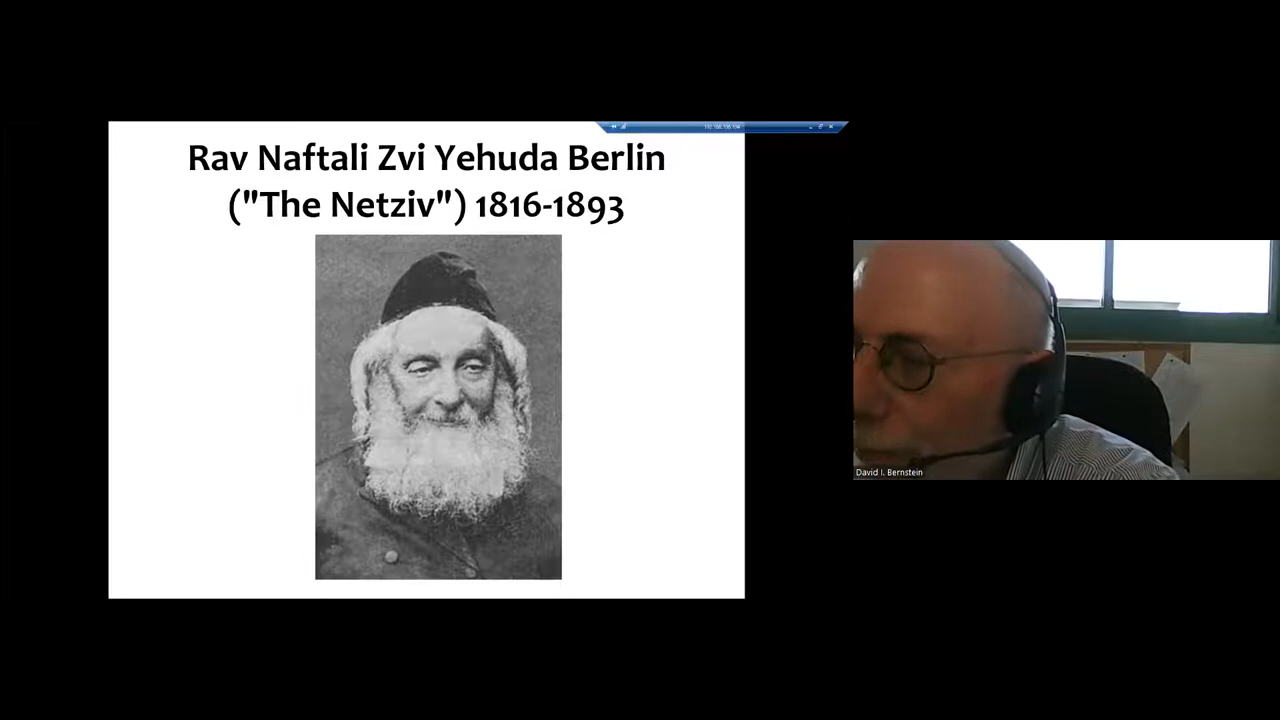 Rav Naftali Zvi Yehuda Berlin
("The Netziv") 1816-1893
David I. Bernstein